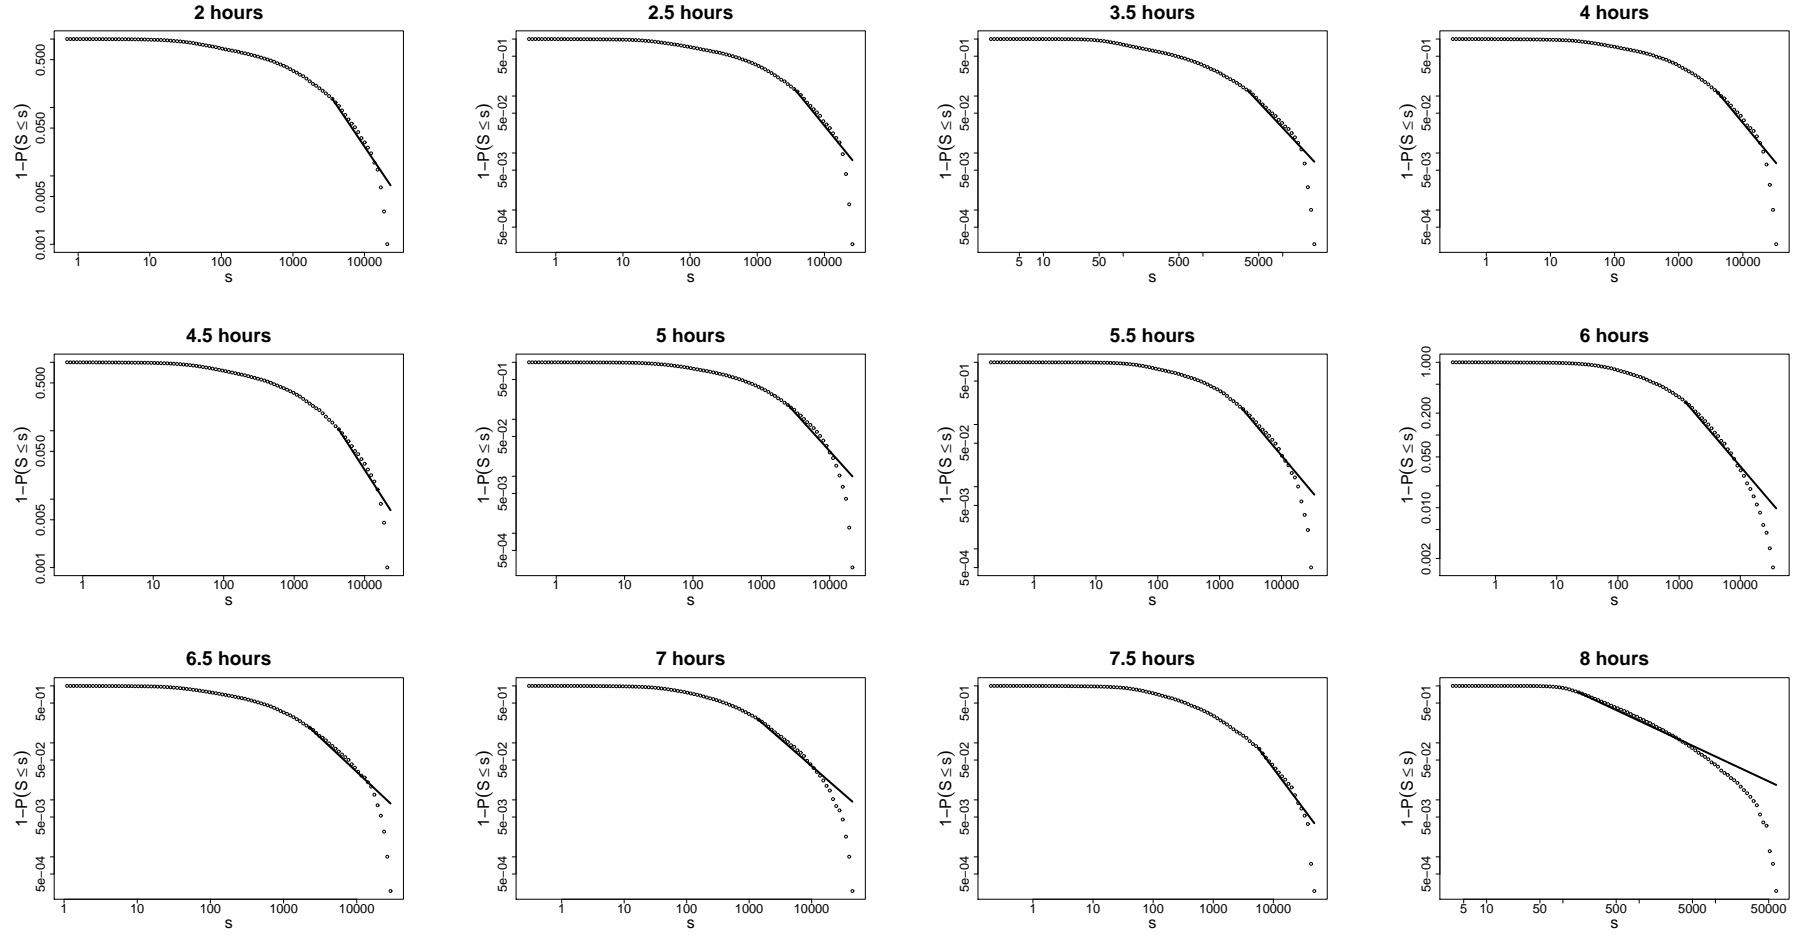 2 hours
1−P(S ≤ s)
0.500
0.050
0.005
0.001
1 10 100 1000 10000
s
2.5 hours
1−P(S ≤ s)
5e−01
5e−02
5e−03
5e−04
1 10 100 1000 10000
s
3.5 hours
1−P(S ≤ s)
5e−01
5e−02
5e−03
5e−04
5 10 50 500 5000
s
4 hours
1−P(S ≤ s)
5e−01
5e−02
5e−03
5e−04
1 10 100 1000 10000
s
4.5 hours
1−P(S ≤ s)
0.500
0.050
0.005
0.001
1 10 100 1000 10000
s
5 hours
1−P(S ≤ s)
5e−01
5e−02
5e−03
5e−04
1 10 100 1000 10000
s
5.5 hours
1−P(S ≤ s)
5e−01
5e−02
5e−03
5e−04
1 10 100 1000 10000
s
6 hours
1−P(S ≤ s)
1.000
0.200
0.050
0.010
0.002
1 10 100 1000 10000
s
6.5 hours
1−P(S ≤ s)
5e−01
5e−02
5e−03
5e−04
1 10 100 1000 10000
s
7 hours
1−P(S ≤ s)
5e−01
5e−02
5e−03
5e−04
1 10 100 1000 10000
s
7.5 hours
1−P(S ≤ s)
5e−01
5e−02
5e−03
5e−04
1 10 100 1000 10000
s
8 hours
1−P(S ≤ s)
5e−01
5e−02
5e−03
5e−04
5 10 50 500 5000 50000
s